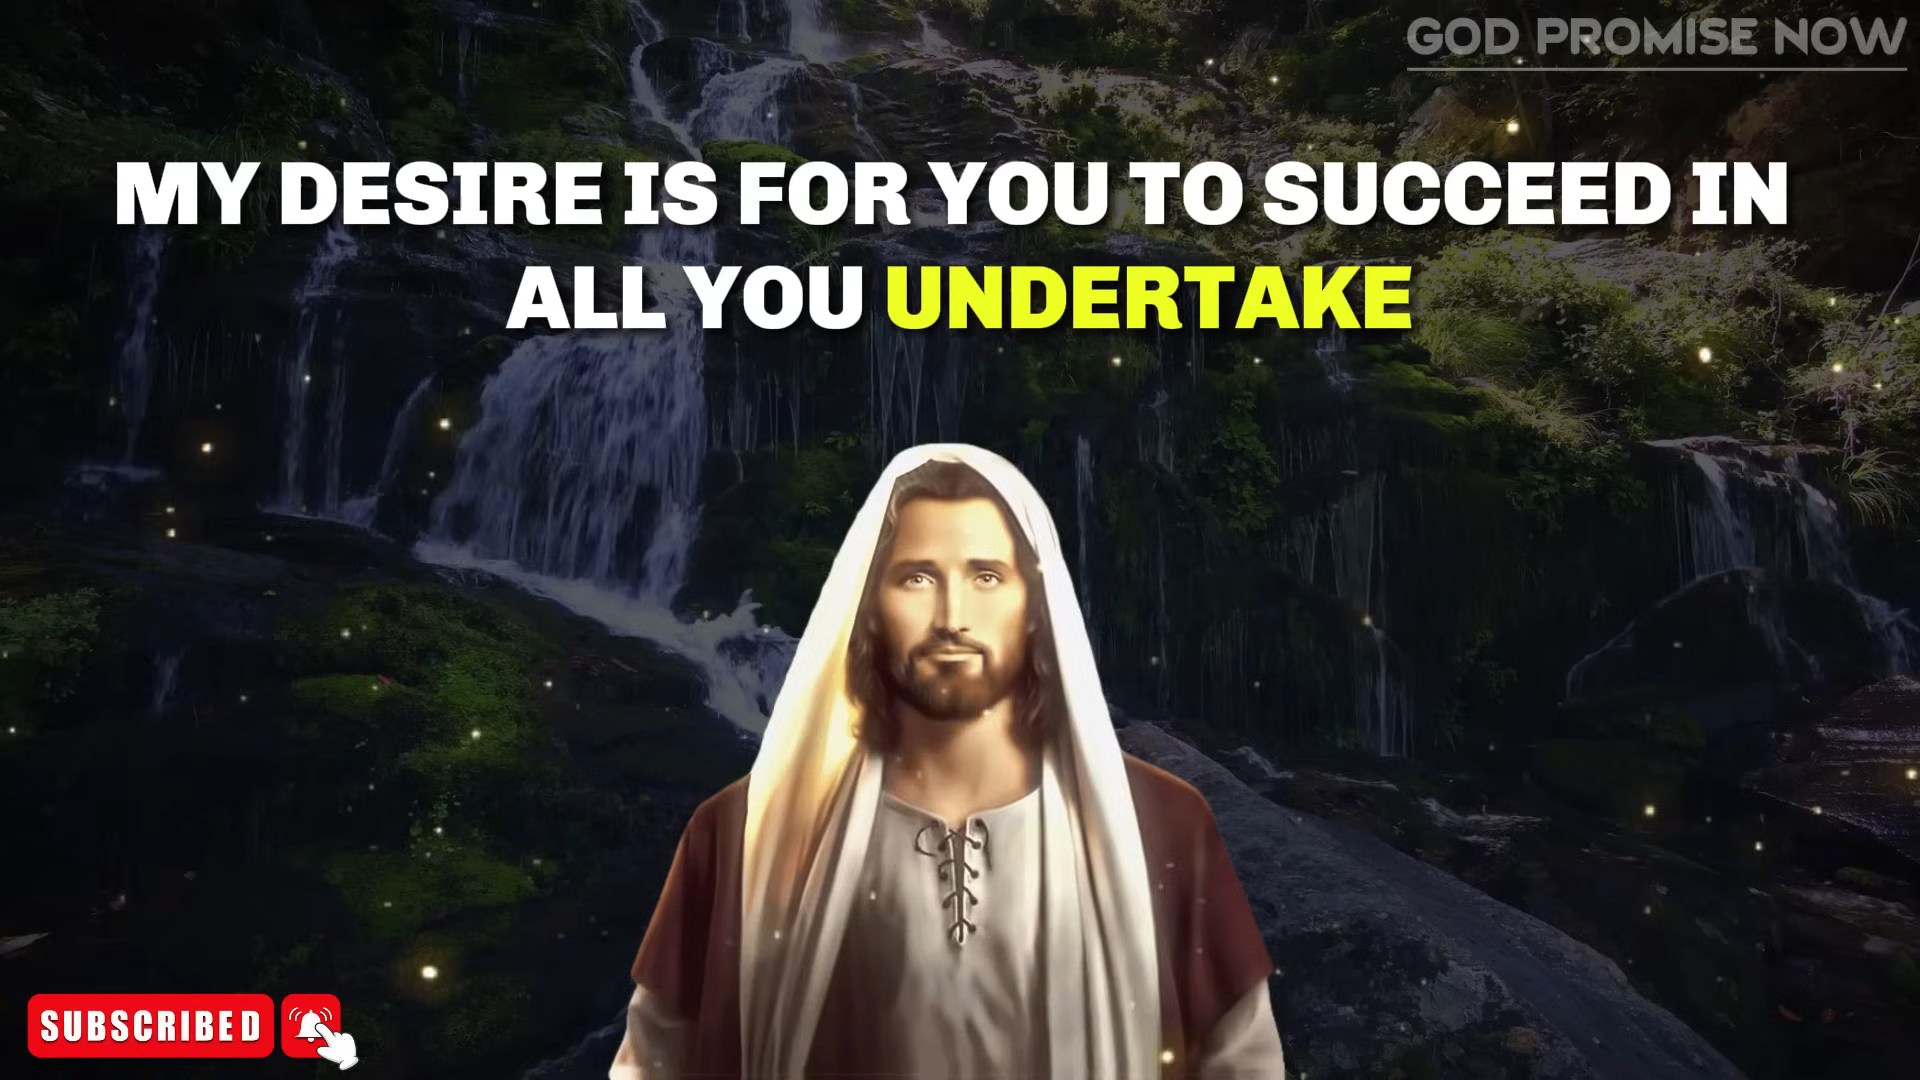 GOD PROMISE NOW
MY DESIRE IS FOR YOU TO SUCCEED IN
ALL YOU UNDERTAKE
SUBSCRIBED